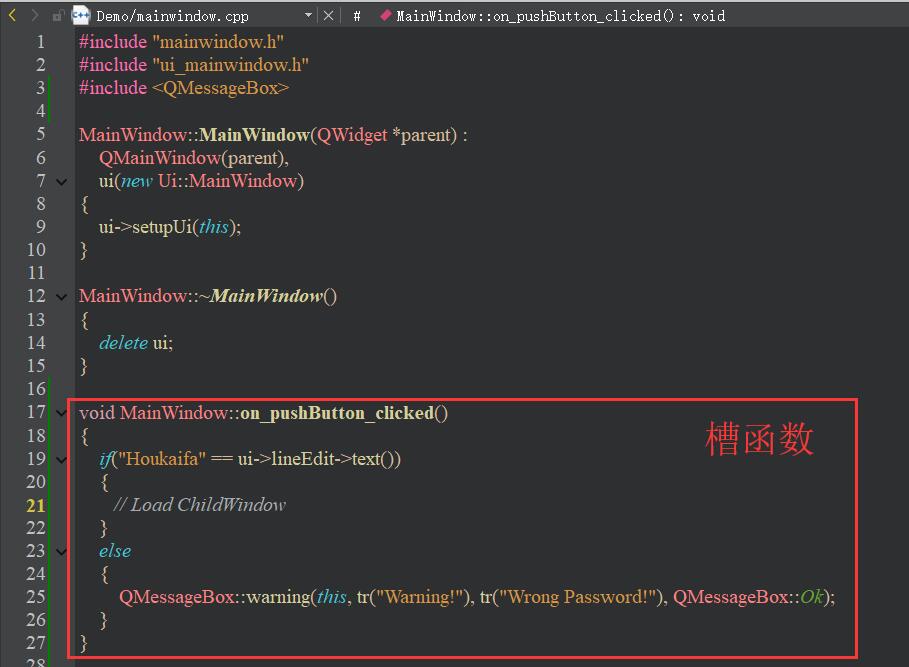 Demo/mainwindow.cpp # MainWindow::on_pushButton_clicked(): void
1 #include "mainwindow.h"
2 #include "ui_mainwindow.h"
3 #include <QMessageBox>
4
5 MainWindow::MainWindow(QWidget *parent) :
6 QMainWindow(parent),
7 ui(new Ui::MainWindow)
8 {
9 ui->setupUi(this);
10 }
11
12 MainWindow::~MainWindow()
13 {
14 delete ui;
15 }
16
17 void MainWindow::on_pushButton_clicked()
槽函数
18 {
19 if("Houkaifa" == ui->lineEdit->text())
20 {
21 // Load ChildWindow
22 }
23 else
24 {
25 QMessageBox::warning(this, tr("Warning!"), tr("Wrong Password!"), QMessageBox::Ok);
26 }
27 }
28